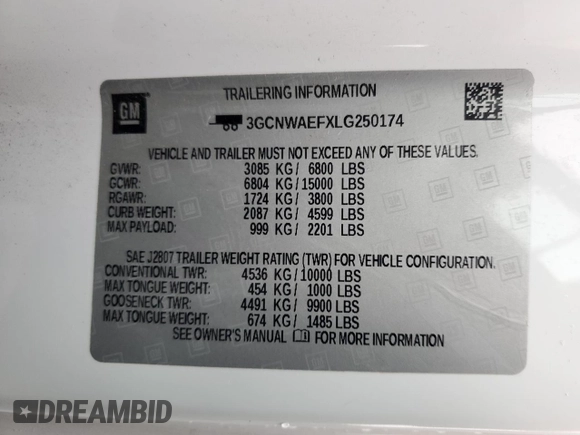 GM
TRAILERING INFORMATION
3GCNWAEFXLG250174
VEHICLE AND TRAILER MUST NOT EXCEED ANY OF THESE VALUES.
GVWR: 3085 KG/ 6800 LBS
GCWR: 6804 KG/ 15000 LBS
RGAWR: 1724 KG/ 3800 LBS
CURB WEIGHT: 2087 KG/ 4599 LBS
MAX PAYLOAD: 999 KG/ 2201 LBS
SAE J2807 TRAILER WEIGHT RATING (TWR) FOR VEHICLE CONFIGURATION.
CONVENTIONAL TWR: 4536 KG/ 10000 LBS
MAX TONGUE WEIGHT: 454 KG/ 1000 LBS
GOOSENECK TWR: 4491 KG/ 9900 LBS
MAX TONGUE WEIGHT: 674 KG/ 1485 LBS
SEE OWNER'S MANUAL FOR MORE INFORMATION
DREAMBID